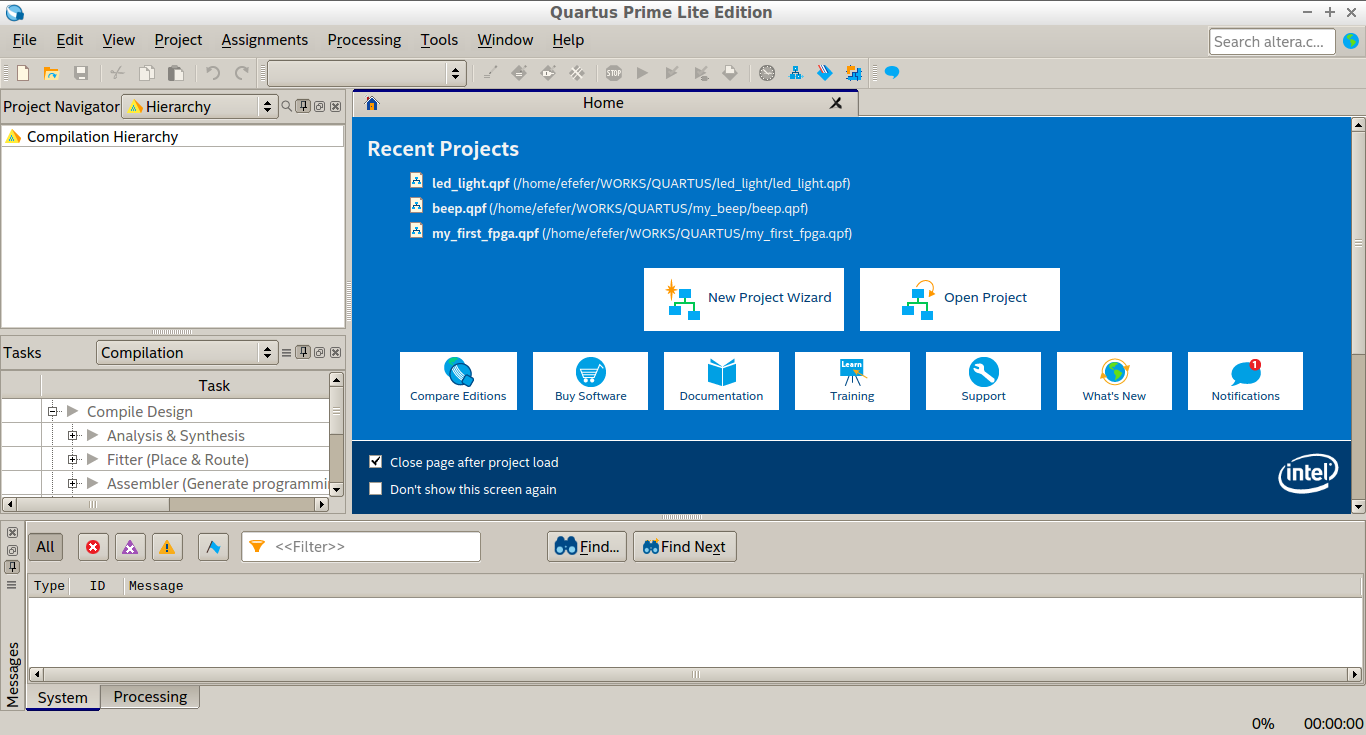 Quartus Prime Lite Edition
File Edit View Project Assignments Processing Tools Window Help
Search altera.c...
STOP
Project Navigator Hierarchy
Home
Compilation Hierarchy
Recent Projects
led_light.qpf (/home/efefer/WORKS/QUARTUS/led_light/led_light.qpf)
beep.qpf (/home/efefer/WORKS/QUARTUS/my_beep/beep.qpf)
my_first_fpga.qpf (/home/efefer/WORKS/QUARTUS/my_first_fpga.qpf)
New Project Wizard
Open Project
Tasks Compilation
Task
Compile Design
Analysis & Synthesis
Fitter (Place & Route)
Assembler (Generate programmi
Learn
1
Compare Editions
Buy Software
Documentation
Training
Support
What's New
Notifications
Close page after project load
Don't show this screen again
intel
All
<<Filter>>
Find...
Find Next
Type ID Message
Messages
System Processing
0% 00:00:00